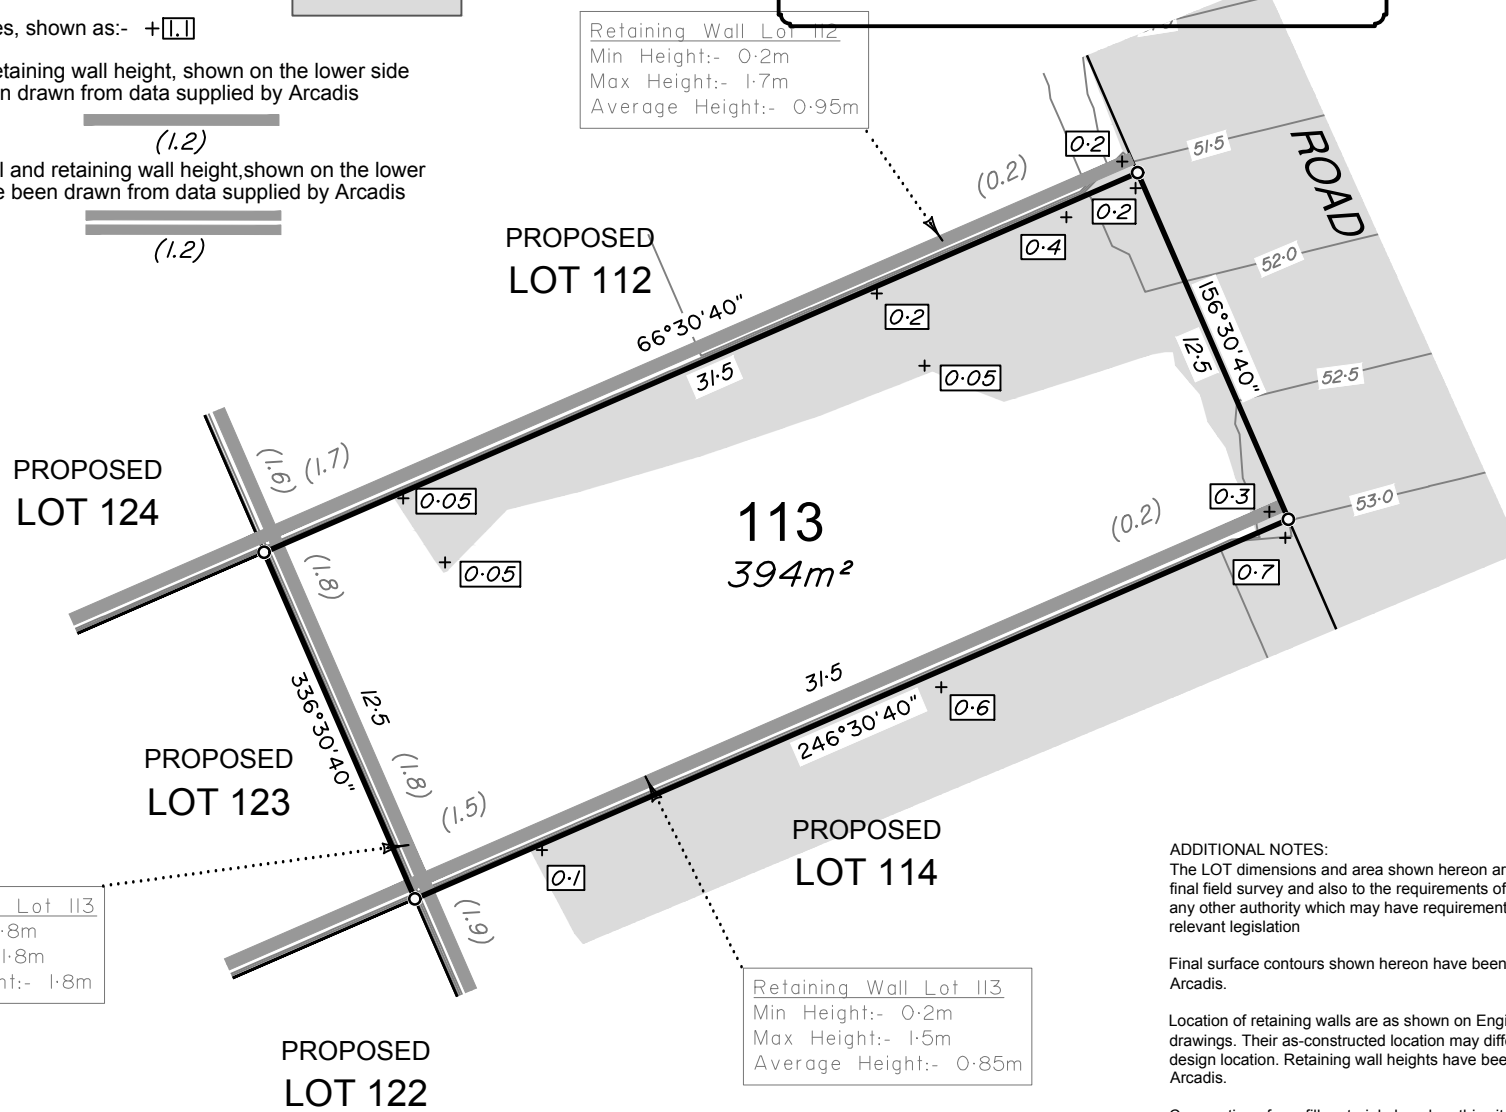 es, shown as:- +1.1
etaining wall height, shown on the lower side
n drawn from data supplied by Arcadis
(1.2)
l and retaining wall height,shown on the lower
e been drawn from data supplied by Arcadis
(1.2)
Retaining Wall Lot 112
Min Height:- 0·2m
Max Height:- 1·7m
Average Height:- 0·95m
ROAD
51·5
52·0
52·5
53·0
0·2
(0.2)
0·2
0·4
0·2
0·05
PROPOSED
LOT 112
66°30'40"
31·5
156°30'40"
12·5
PROPOSED
LOT 124
(1.6)
(1.7)
0·05
0·05
(1.8)
113
394m²
(0.2)
0·3
0·7
336°30'40"
12·5
PROPOSED
LOT 123
(1.8)
(1.5)
31·5
246°30'40"
0·6
0·1
PROPOSED
LOT 114
(1.9)
Lot 113
·8m
1·8m
nt:- 1·8m
PROPOSED
LOT 122
Retaining Wall Lot 113
Min Height:- 0·2m
Max Height:- 1·5m
Average Height:- 0·85m
ADDITIONAL NOTES:
The LOT dimensions and area shown hereon ar
final field survey and also to the requirements of
any other authority which may have requirement
relevant legislation
Final surface contours shown hereon have been
Arcadis.
Location of retaining walls are as shown on Engi
drawings. Their as-constructed location may diff
design location. Retaining wall heights have bee
Arcadis.